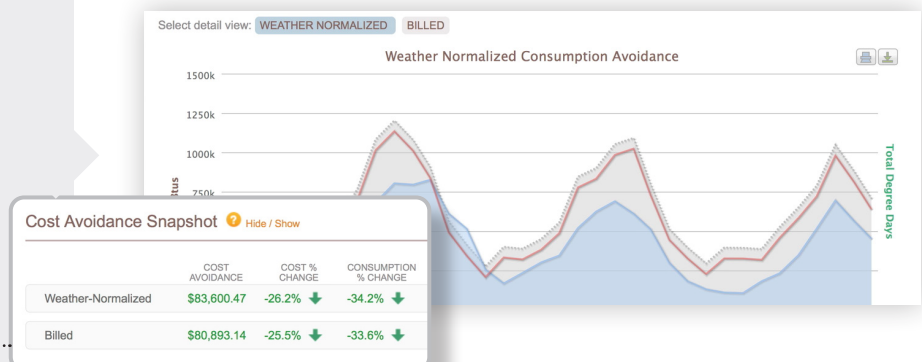 Select detail view: WEATHER NORMALIZED BILLED
Weather Normalized Consumption Avoidance
1500k
1250k
1000k
750k
Total Degree Days
Cost Avoidance Snapshot ? Hide / Show
COST AVOIDANCE COST % CHANGE CONSUMPTION % CHANGE
Weather-Normalized $83,600.47 -26.2% -34.2%
Billed $80,893.14 -25.5% -33.6%